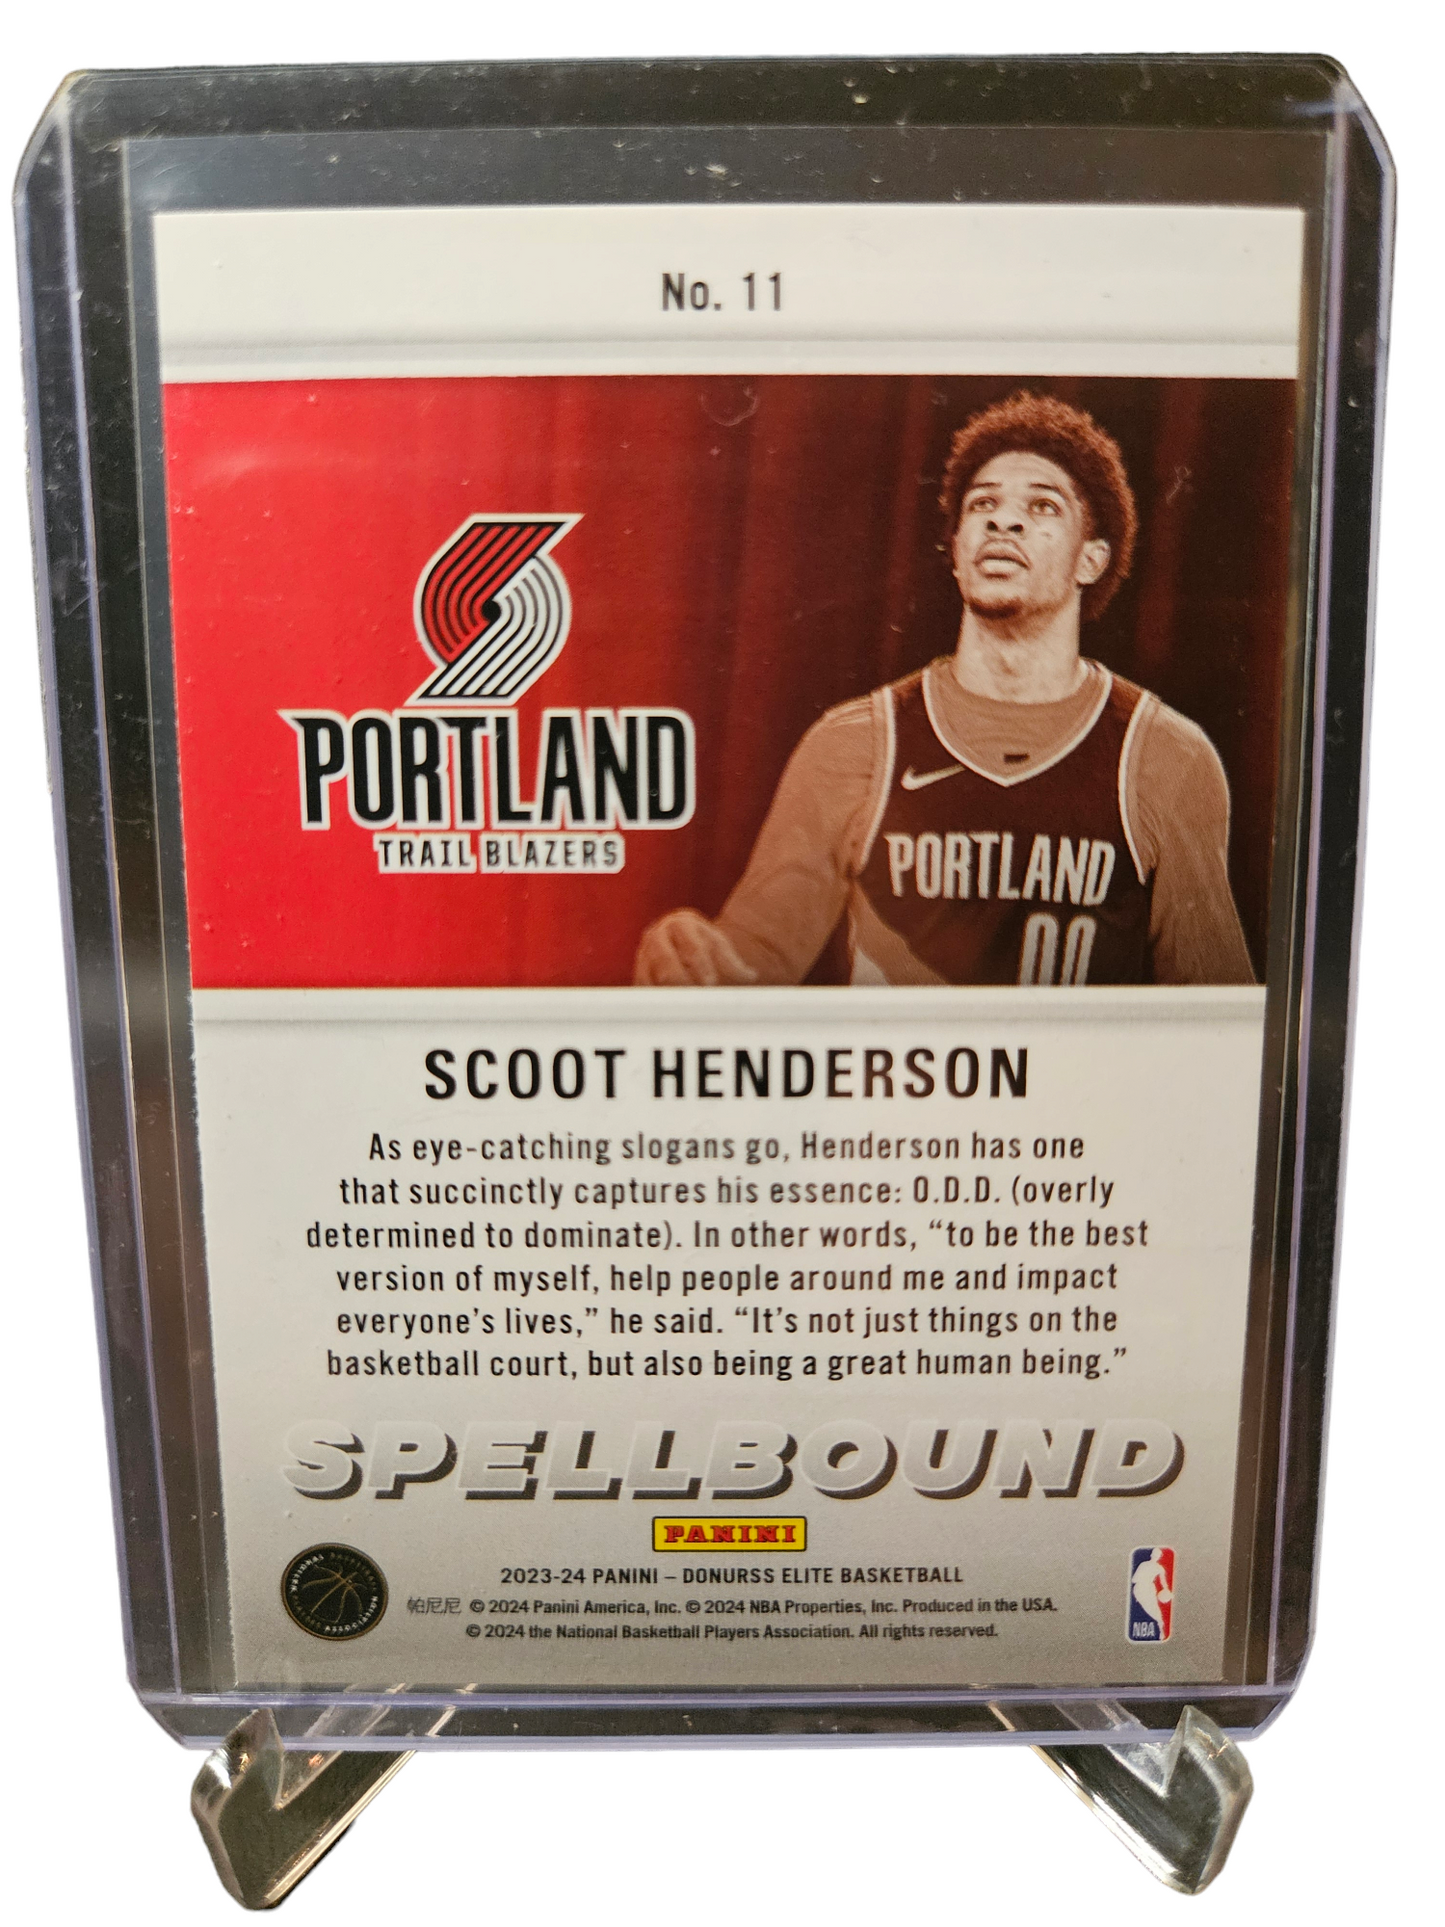 No. 11
PORTLAND
TRAIL BLAZERS
PORTLAND
00
SCOOT HENDERSON
As eye-catching slogans go, Henderson has one
that succinctly captures his essence: O.D.D. (overly
determined to dominate). In other words, “to be the best
version of myself, help people around me and impact
everyone’s lives,” he said. “It’s not just things on the
basketball court, but also being a great human being.”
SPELLBOUND
PANINI
2023-24 PANINI – DONURSS ELITE BASKETBALL
帕尼尼 © 2024 Panini America, Inc. © 2024 NBA Properties, Inc. Produced in the USA.
© 2024 the National Basketball Players Association. All rights reserved.
NBA